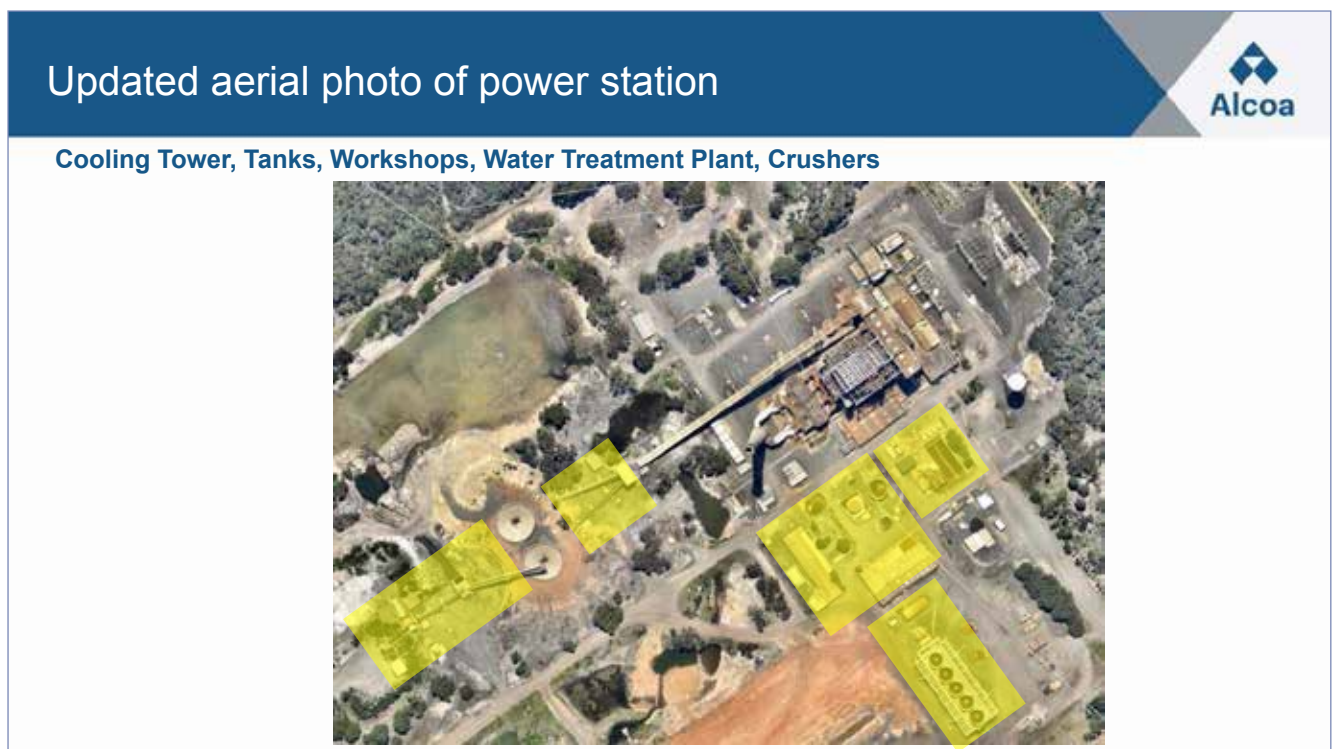 Updated aerial photo of power station
Alcoa
Cooling Tower, Tanks, Workshops, Water Treatment Plant, Crushers